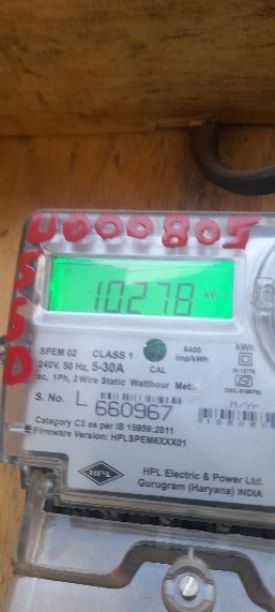 U000805
10278 kWh
SPEM 02 CLASS 1 6400 kWh
240V, 50 Hz, 5-30A CAL imp/kWh
ac, 1Ph, 2 Wire Static Watthour
S. No. L 660967
Category C3 as per IS 15959:2011
Firmware Version: HPLSPEM6XXX01
HPL HPL Electric & Power Ltd.
Gurugram (Haryana) INDIA